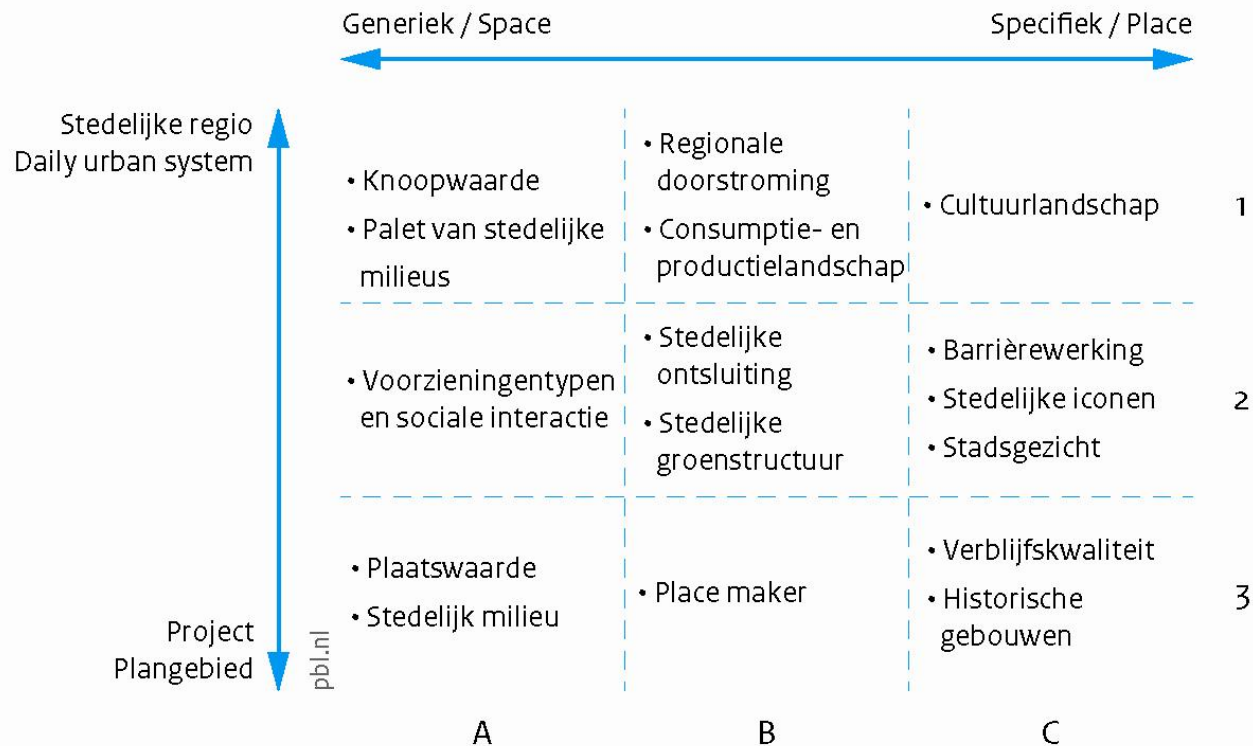 Generiek / Space
Specifiek / Place
Stedelijke regio
Daily urban system
• Knoopwaarde
• Palet van stedelijke
milieus
• Regionale
doorstroming
• Consumptie- en
productielandschap
• Cultuurlandschap
1
• Voorzieningentypen
en sociale interactie
• Stedelijke
ontsluiting
• Stedelijke
groenstructuur
• Barrièrewerking
• Stedelijke iconen
• Stadsgezicht
2
Project
Plangebied
pbl.nl
• Plaatswaarde
• Stedelijk milieu
• Place maker
• Verblijfskwaliteit
• Historische
gebouwen
3
A
B
C